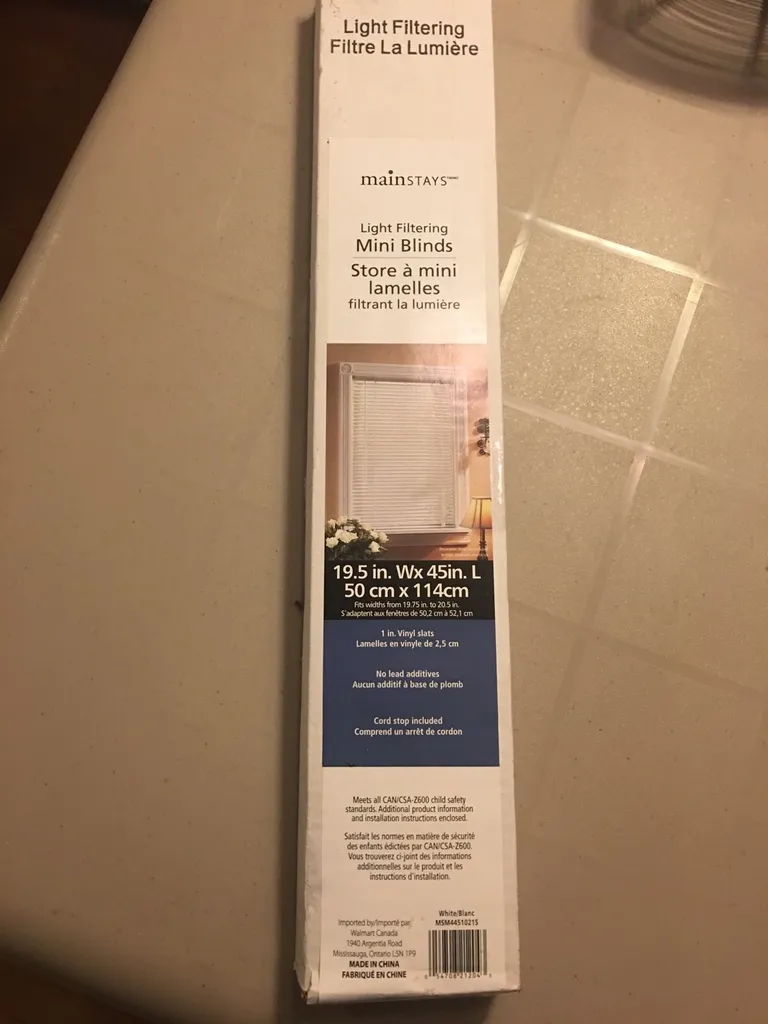 Light Filtering
Filtre La Lumière
mainSTAYS
Light Filtering
Mini Blinds
Store à mini
lamelles
filtrant la lumière
19.5 in. Wx 45in. L
50 cm x 114cm
Fits widths from 19.75 in. to 20.5 in.
S'adaptent aux fenêtres de 50,2 cm à 52,1 cm
1 in. Vinyl slats
Lamelles en vinyle de 2,5 cm
No lead additives
Aucun additif à base de plomb
Cord stop included
Comprend un arrêt de cordon
Meets all CAN/CSA-Z600 child safety
standards. Additional product information
and installation instructions enclosed.
Satisfait les normes en matière de sécurité
des enfants édictées par CAN/CSA-Z600.
Vous trouverez ci-joint des informations
additionnelles sur le produit et les
instructions d'installation.
Imported by/Importé par
Walmart Canada
1940 Argentia Road
Mississauga, Ontario L5N 1P9
MADE IN CHINA
FABRIQUÉ EN CHINE
White/Blanc
MSM44510215